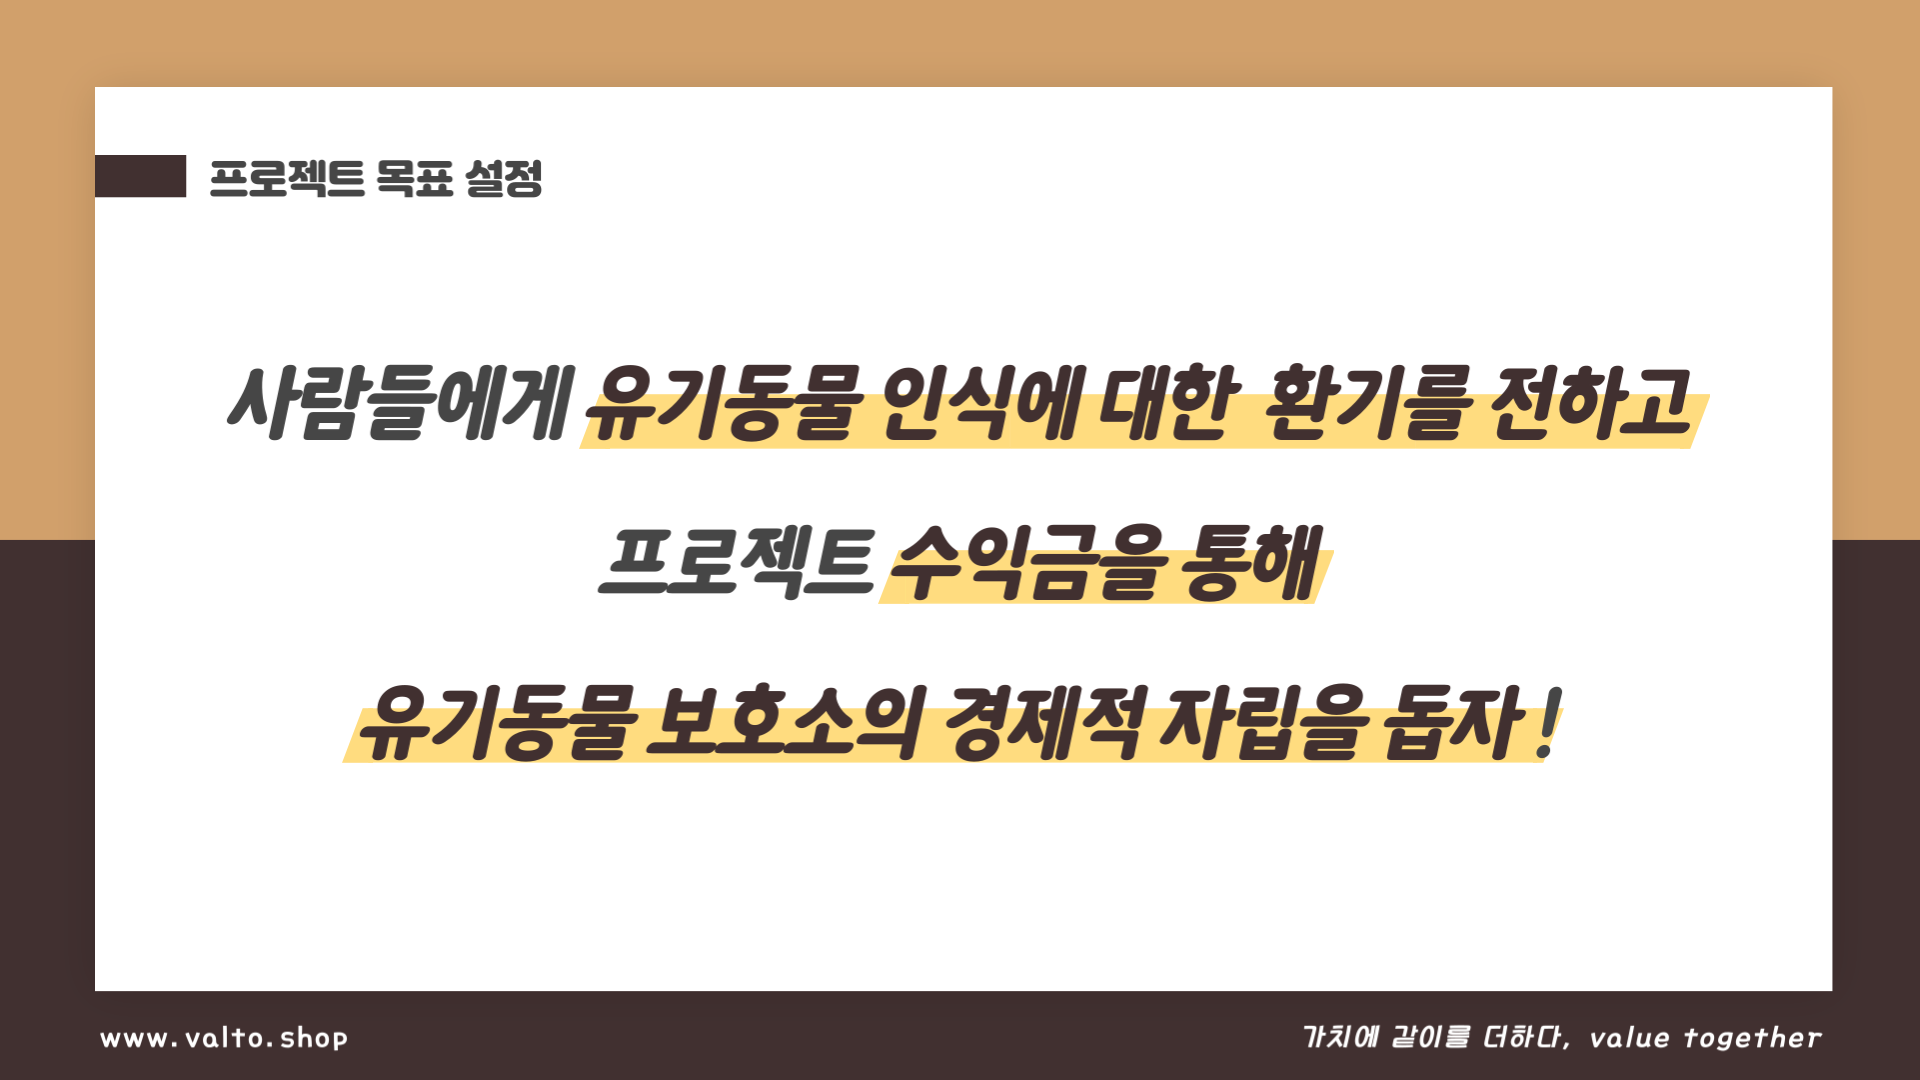 프로젝트 목표 설정
사람들에게 유기동물 인식에 대한 환기를 전하고
프로젝트 수익금을 통해
유기동물 보호소의 경제적 자립을 돕자!
www.valto.shop
가치에 같이를 더하다, value together